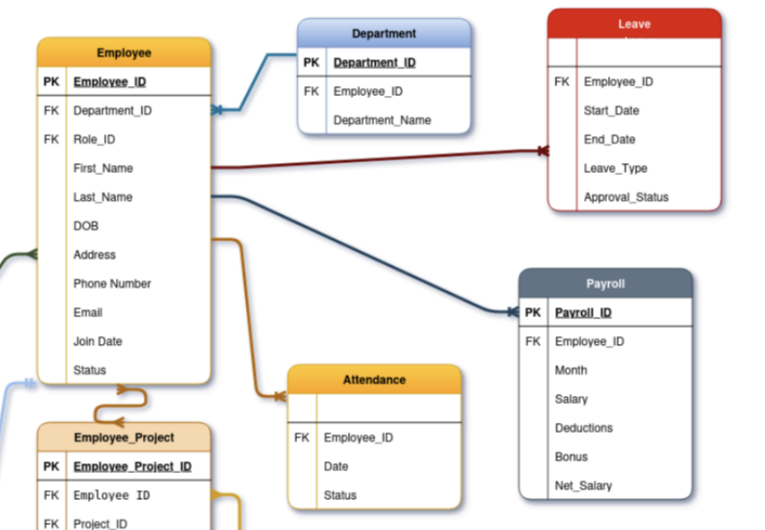 Employee
PK Employee_ID
FK Department_ID
FK Role_ID
First_Name
Last_Name
DOB
Address
Phone Number
Email
Join Date
Status
Department
PK Department_ID
FK Employee_ID
Department_Name
Leave
FK Employee_ID
Start_Date
End_Date
Leave_Type
Approval_Status
Payroll
PK Payroll_ID
FK Employee_ID
Month
Salary
Deductions
Bonus
Net_Salary
Attendance
FK Employee_ID
Date
Status
Employee_Project
PK Employee_Project_ID
FK Employee ID
FK Project_ID